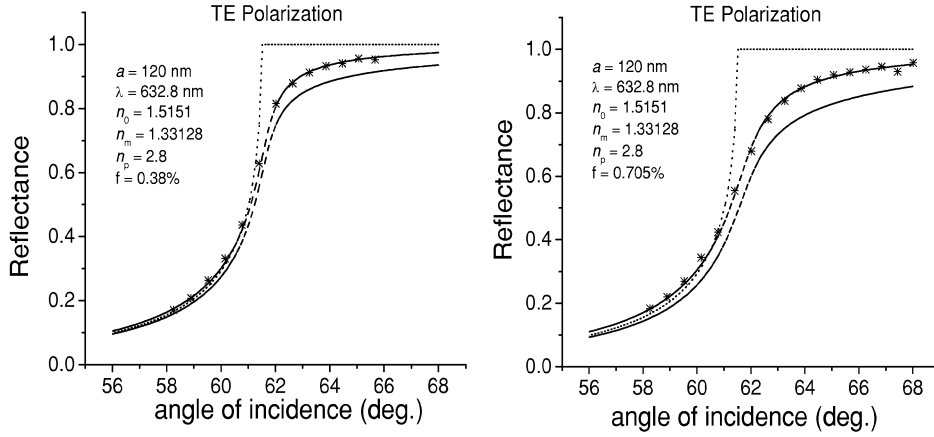 TE Polarization
1.0
0.8
0.6
0.4
0.2
0.0
Reflectance
a = 120 nm
λ = 632.8 nm
n0 = 1.5151
nm = 1.33128
np = 2.8
f = 0.38%
56 58 60 62 64 66 68
angle of incidence (deg.)
TE Polarization
1.0
0.8
0.6
0.4
0.2
0.0
Reflectance
a = 120 nm
λ = 632.8 nm
n0 = 1.5151
nm = 1.33128
np = 2.8
f = 0.705%
56 58 60 62 64 66 68
angle of incidence (deg.)